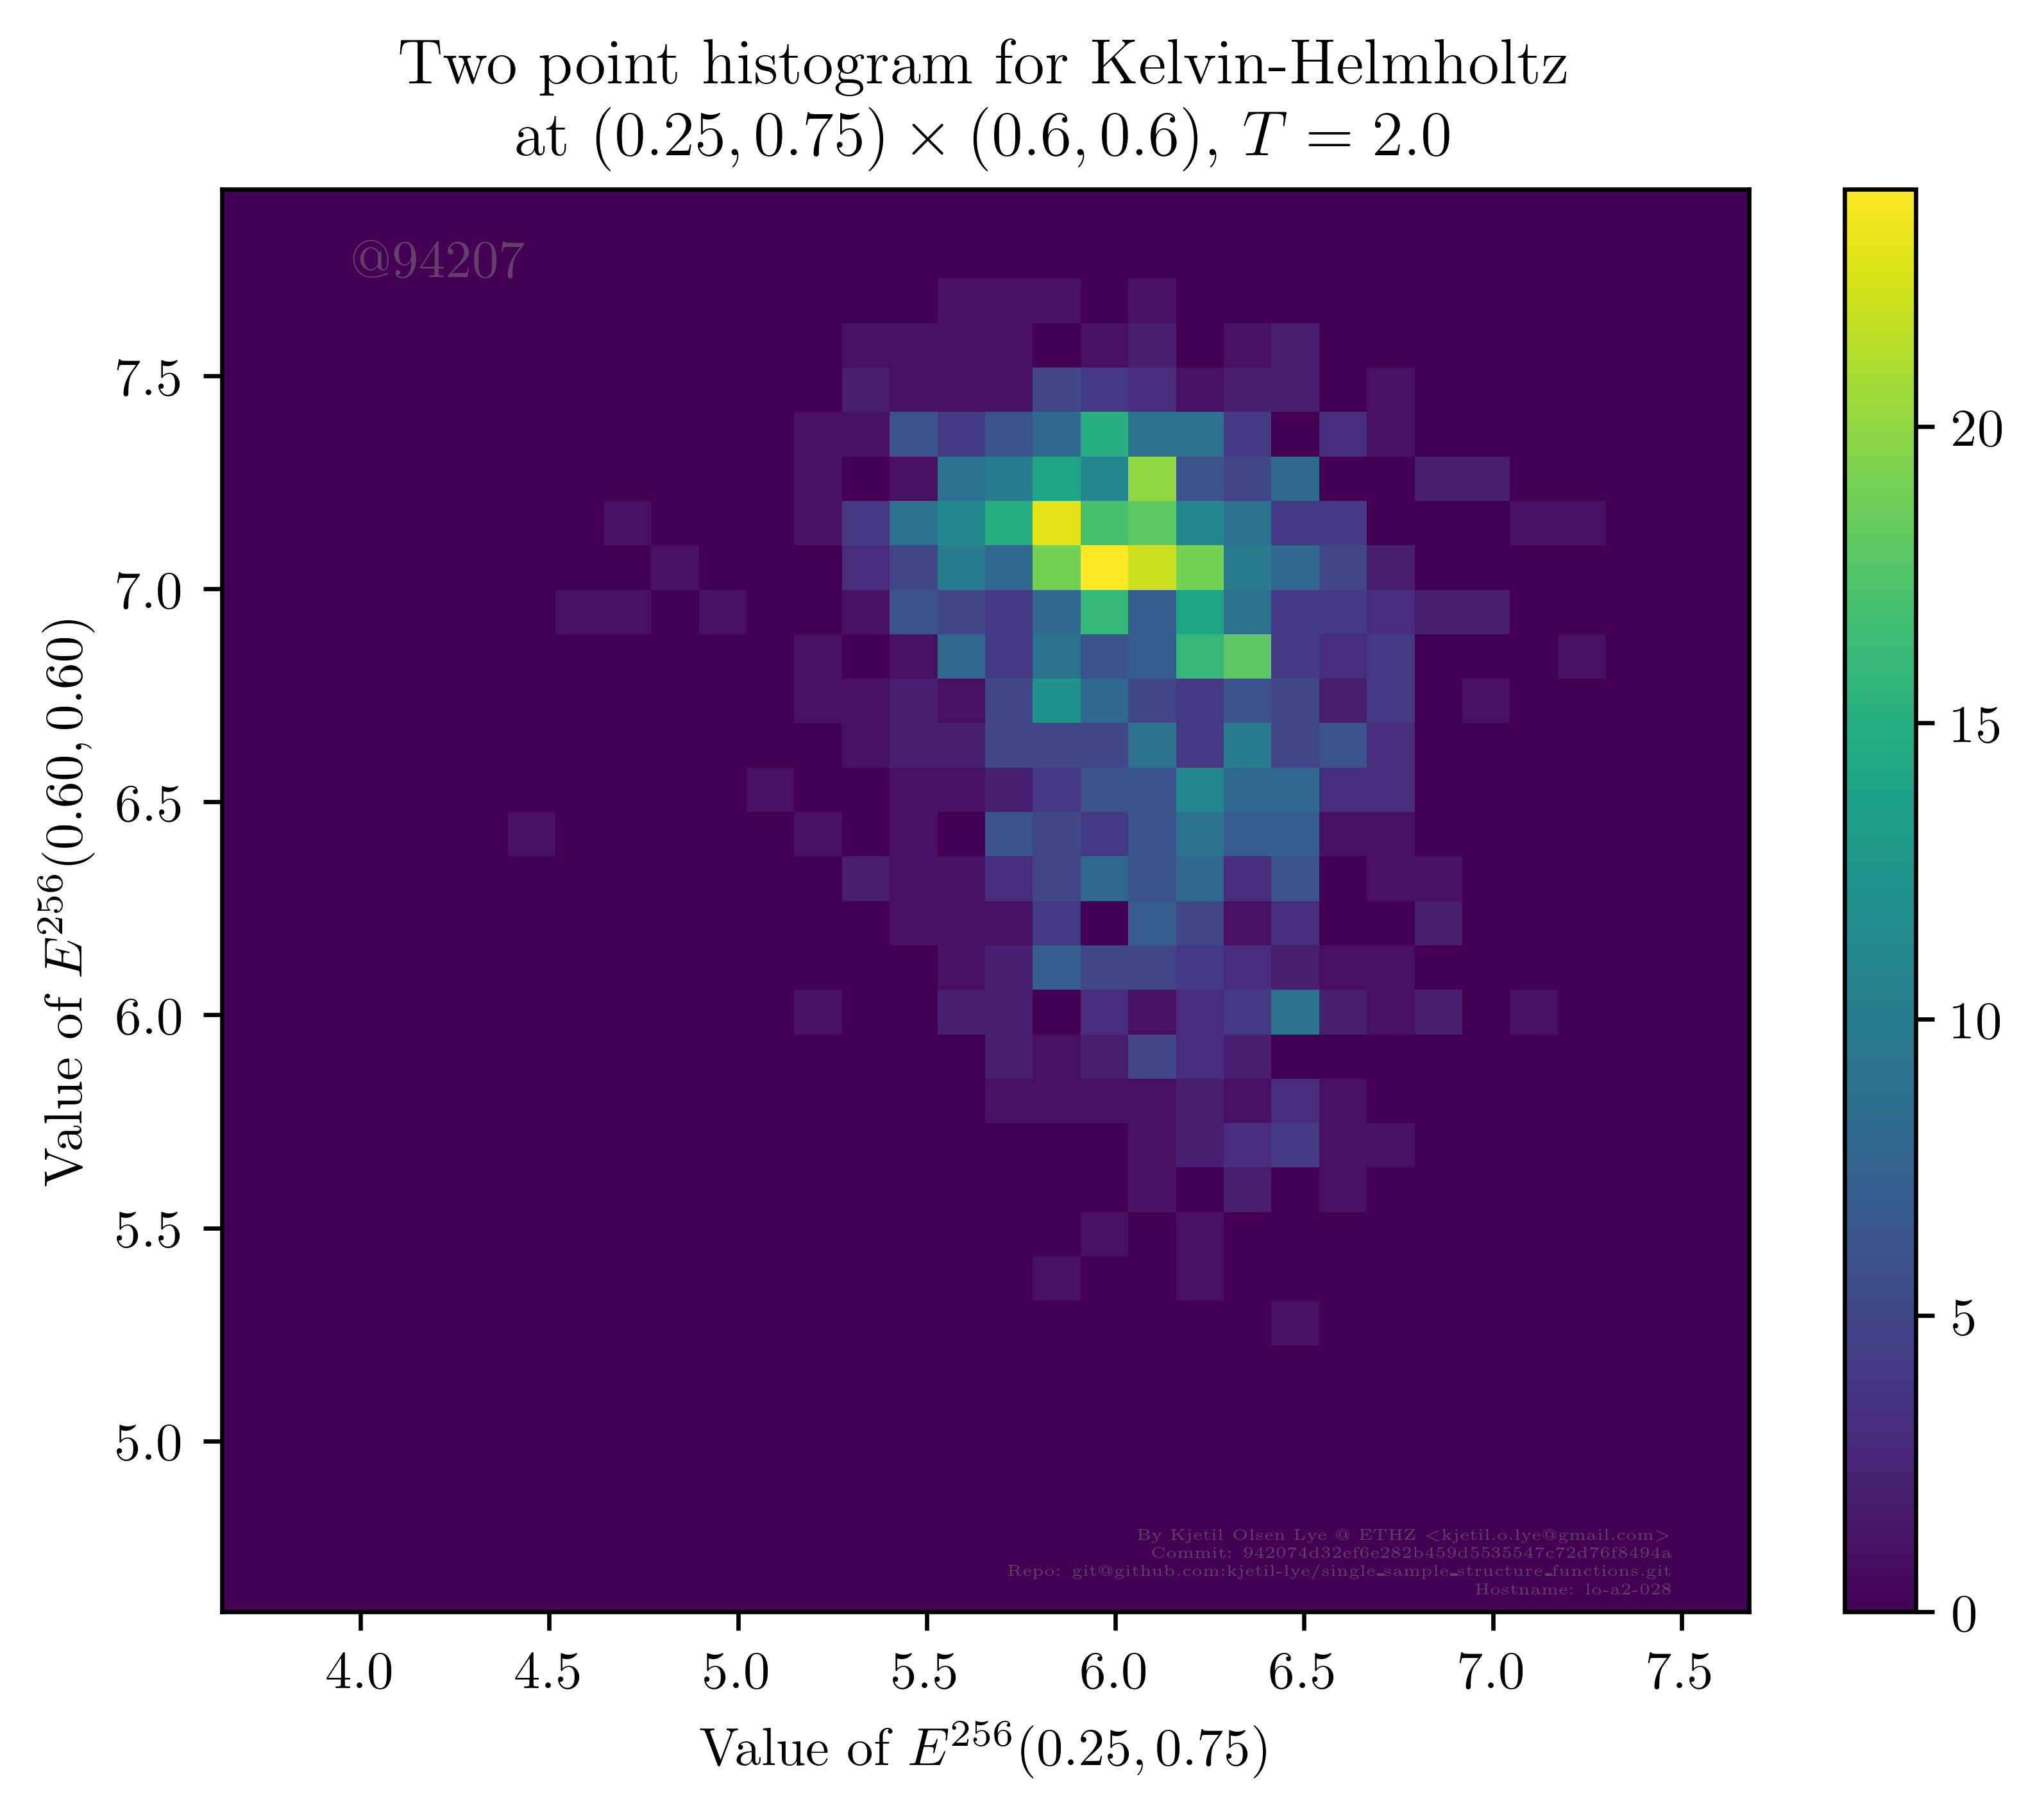 Two point histogram for Kelvin-Helmholtz
at (0.25, 0.75) × (0.6, 0.6), T = 2.0
@94207
7.5
7.0
6.5
6.0
5.5
5.0
Value of E^256(0.60, 0.60)
By Kjetil Olsen Lye @ ETHZ <kjetil.o.lye@gmail.com>
Commit: 942074d32ef6e282b459d5535547c72d76f8494a
Repo: git@github.com:kjetil-lye/single_sample_structure_functions.git
Hostname: lo-a2-028
4.0 4.5 5.0 5.5 6.0 6.5 7.0 7.5
Value of E^256(0.25, 0.75)
20
15
10
5
0